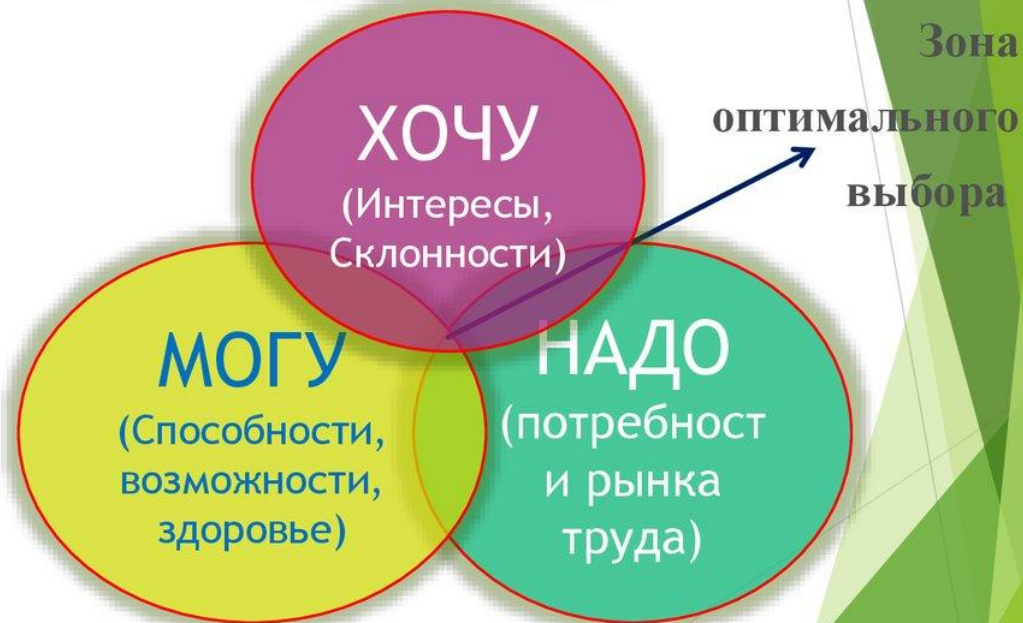 Зона
оптимального
выбора
ХОЧУ
(Интересы,
Склонности)
МОГУ
(Способности,
возможности,
здоровье)
НАДО
(потребност
и рынка
труда)